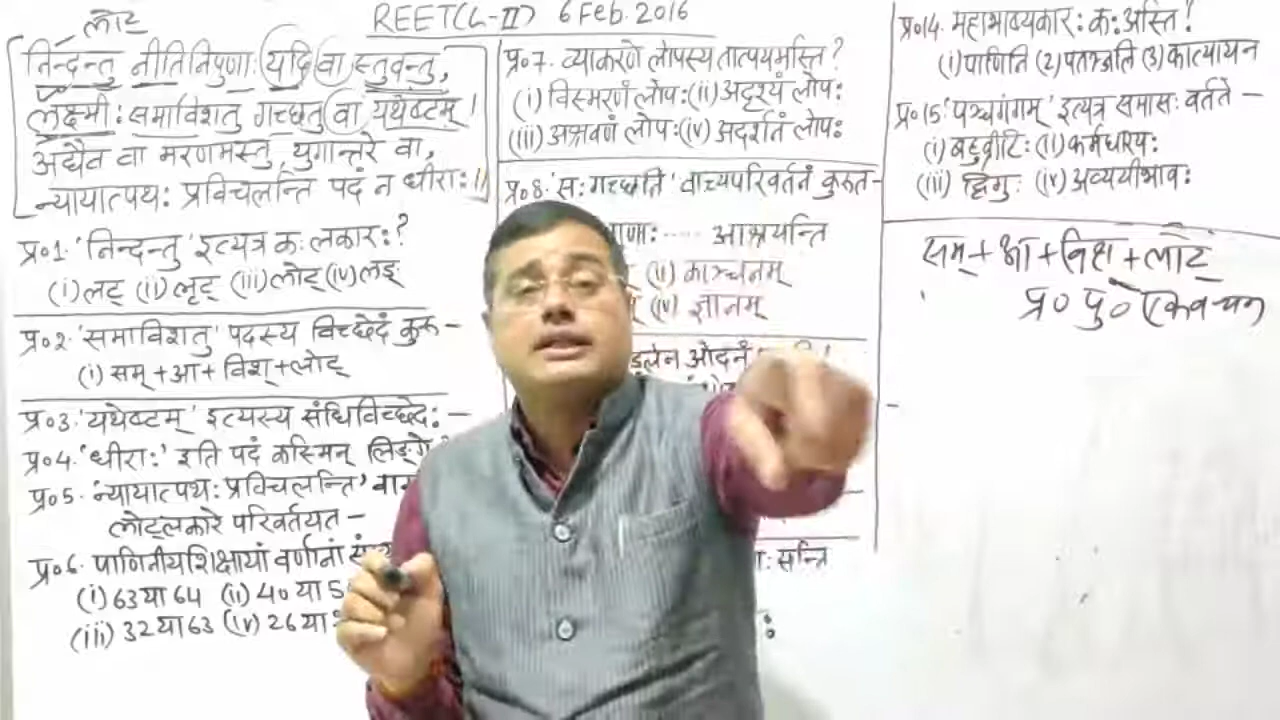 REET(L-II) 6 Feb. 2016
लोट
निन्दन्तु नीतिनिपुणाः यदि वा स्तुवन्तु,
लक्ष्मीः समाविशतु गच्छतु वा यथेष्टम्।
अद्यैव वा मरणमस्तु युगान्तरे वा,
न्यायात्पथः प्रविचलन्ति पदं न धीराः।।
प्र०1. 'निन्दन्तु' इत्यत्र कः लकारः?
(i) लट् (ii) लृट् (iii) लोट् (iv) लङ्
प्र०2. 'समाविशतु' पदस्य विच्छेदं कुरू –
(i) सम् + आ + विश् + लोट्
प्र०3. 'यथेष्टम्' इत्यस्य संधिविच्छेदः –
प्र०4. 'धीराः' इति पदं कस्मिन् लिङ्गे
प्र०5. न्यायात्पथः प्रविचलन्ति'
लोट्लकारे परिवर्तयत –
प्र०6. पाणिनीयशिक्षायां वर्णानां
(i) 63 या 64 (ii) 40 या
(iii) 32 या 63 (iv) 26 या
प्र०7. व्याकरणे लोपस्य तात्पयमस्ति?
(i) विस्मरणं लोपः (ii) अदृश्यं लोपः
(iii) अश्रवणं लोपः (iv) अदर्शनं लोपः
प्र०8. 'सः गच्छति' वाच्यपरिवर्तनं कुरूत –
णाः ..... आश्रयन्ति
(ii) काञ्चनम्
(iv) ज्ञानम्
ओदनं
सन्ति
प्र०14. महाभाष्यकारः कः अस्ति?
(i) पाणिनि (2) पतञ्जति (3) कात्यायन
प्र०15. 'पञ्चगंगम्' इत्यत्र समासः वर्तते –
(i) बहुव्रीहिः (ii) कर्मधारयः
(iii) द्विगुः (iv) अव्ययीभावः
सम् + आ + विश + लोट्
प्र० पु० एकवचन